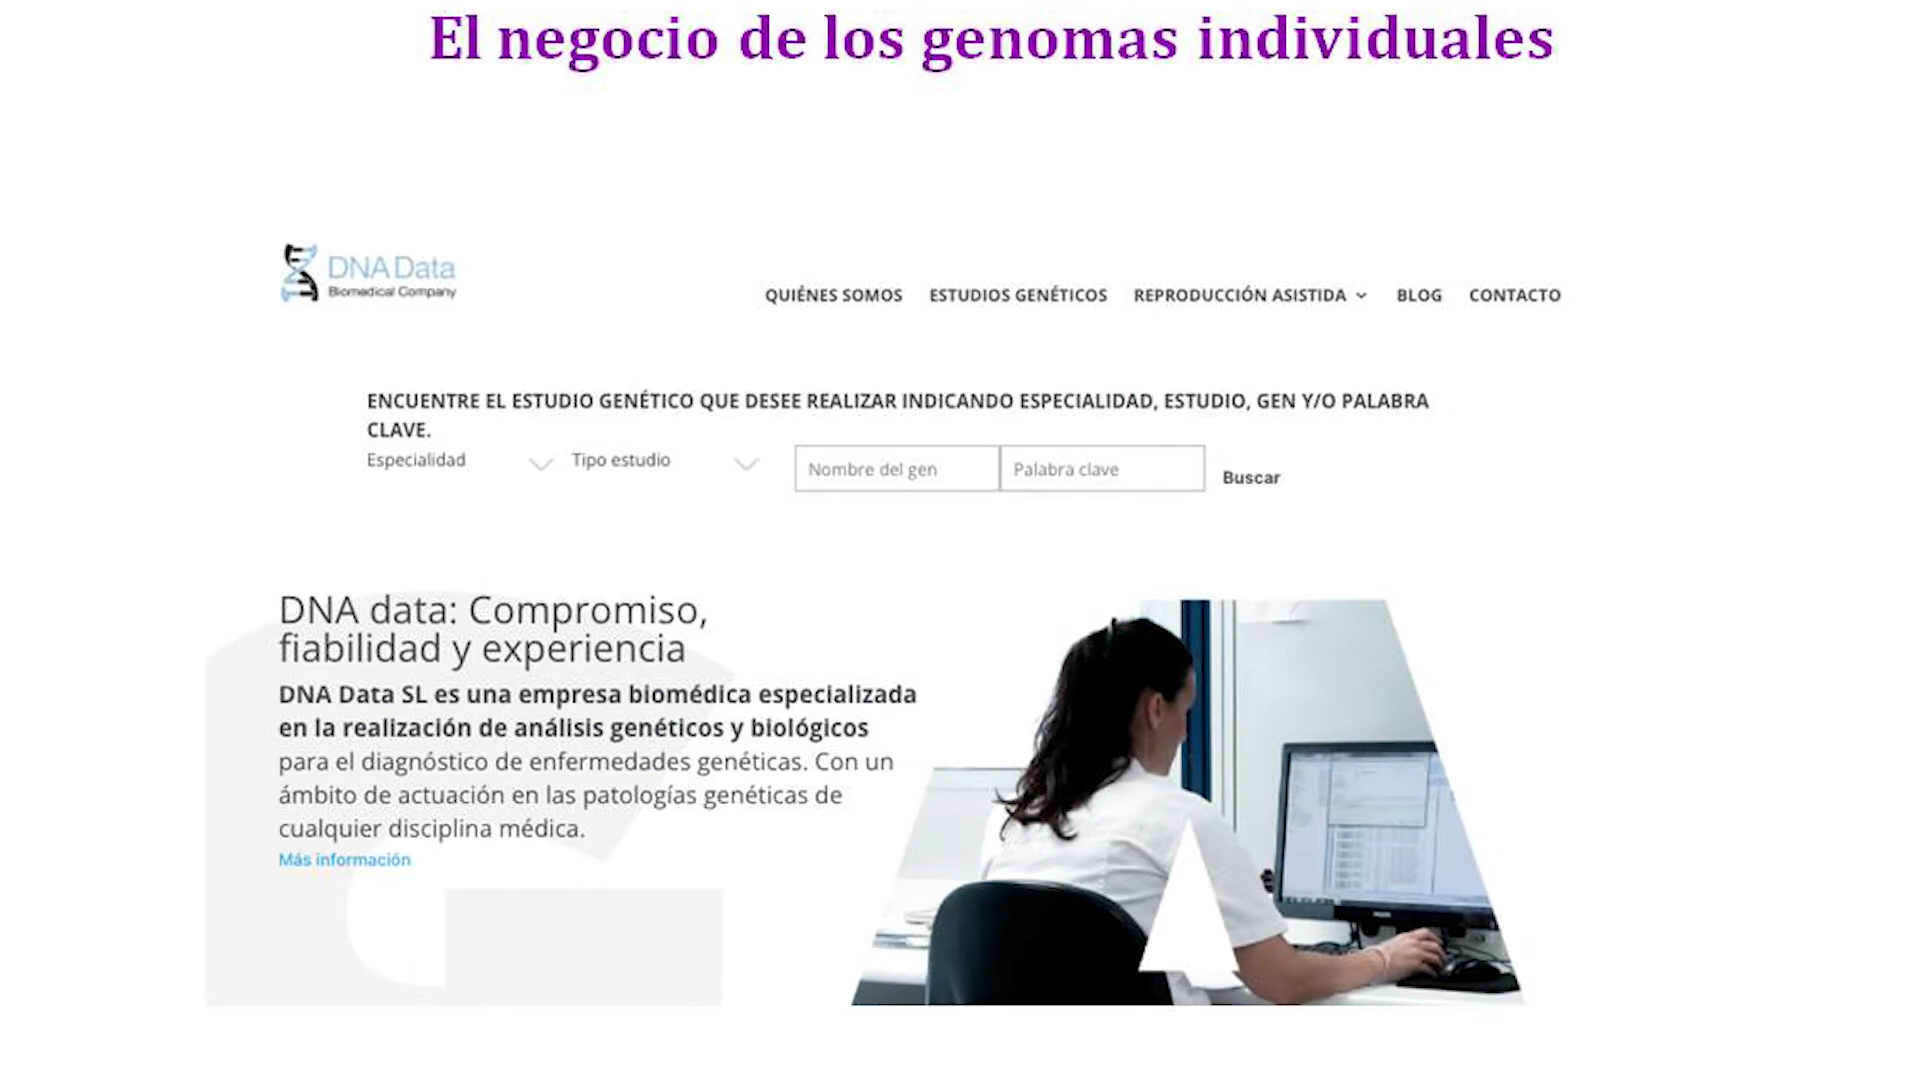 El negocio de los genomas individuales
DNA Data
Biomedical Company
QUIÉNES SOMOS ESTUDIOS GENÉTICOS REPRODUCCIÓN ASISTIDA BLOG CONTACTO
ENCUENTRE EL ESTUDIO GENÉTICO QUE DESEE REALIZAR INDICANDO ESPECIALIDAD, ESTUDIO, GEN Y/O PALABRA
CLAVE.
Especialidad Tipo estudio Nombre del gen Palabra clave Buscar
DNA data: Compromiso,
fiabilidad y experiencia
DNA Data SL es una empresa biomédica especializada
en la realización de análisis genéticos y biológicos
para el diagnóstico de enfermedades genéticas. Con un
ámbito de actuación en las patologías genéticas de
cualquier disciplina médica.
Más información